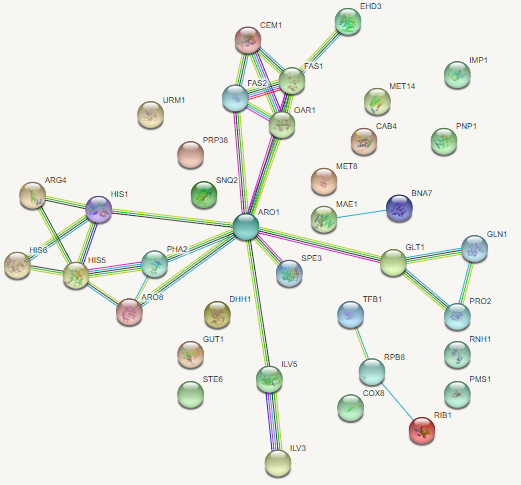 EHD3
CEM1
FAS1
IMP1
FAS2
MET14
URM1
OAR1
CAB4
PNP1
PRP38
MET8
ARG4
SNQ2
BNA7
HIS1
MAE1
ARO1
GLN1
HIS6
PHA2
GLT1
HIS5
SPE3
ARO8
TFB1
PRO2
DHH1
GUT1
RNH1
RPB8
ILV5
STE6
PMS1
COX8
RIB1
ILV3